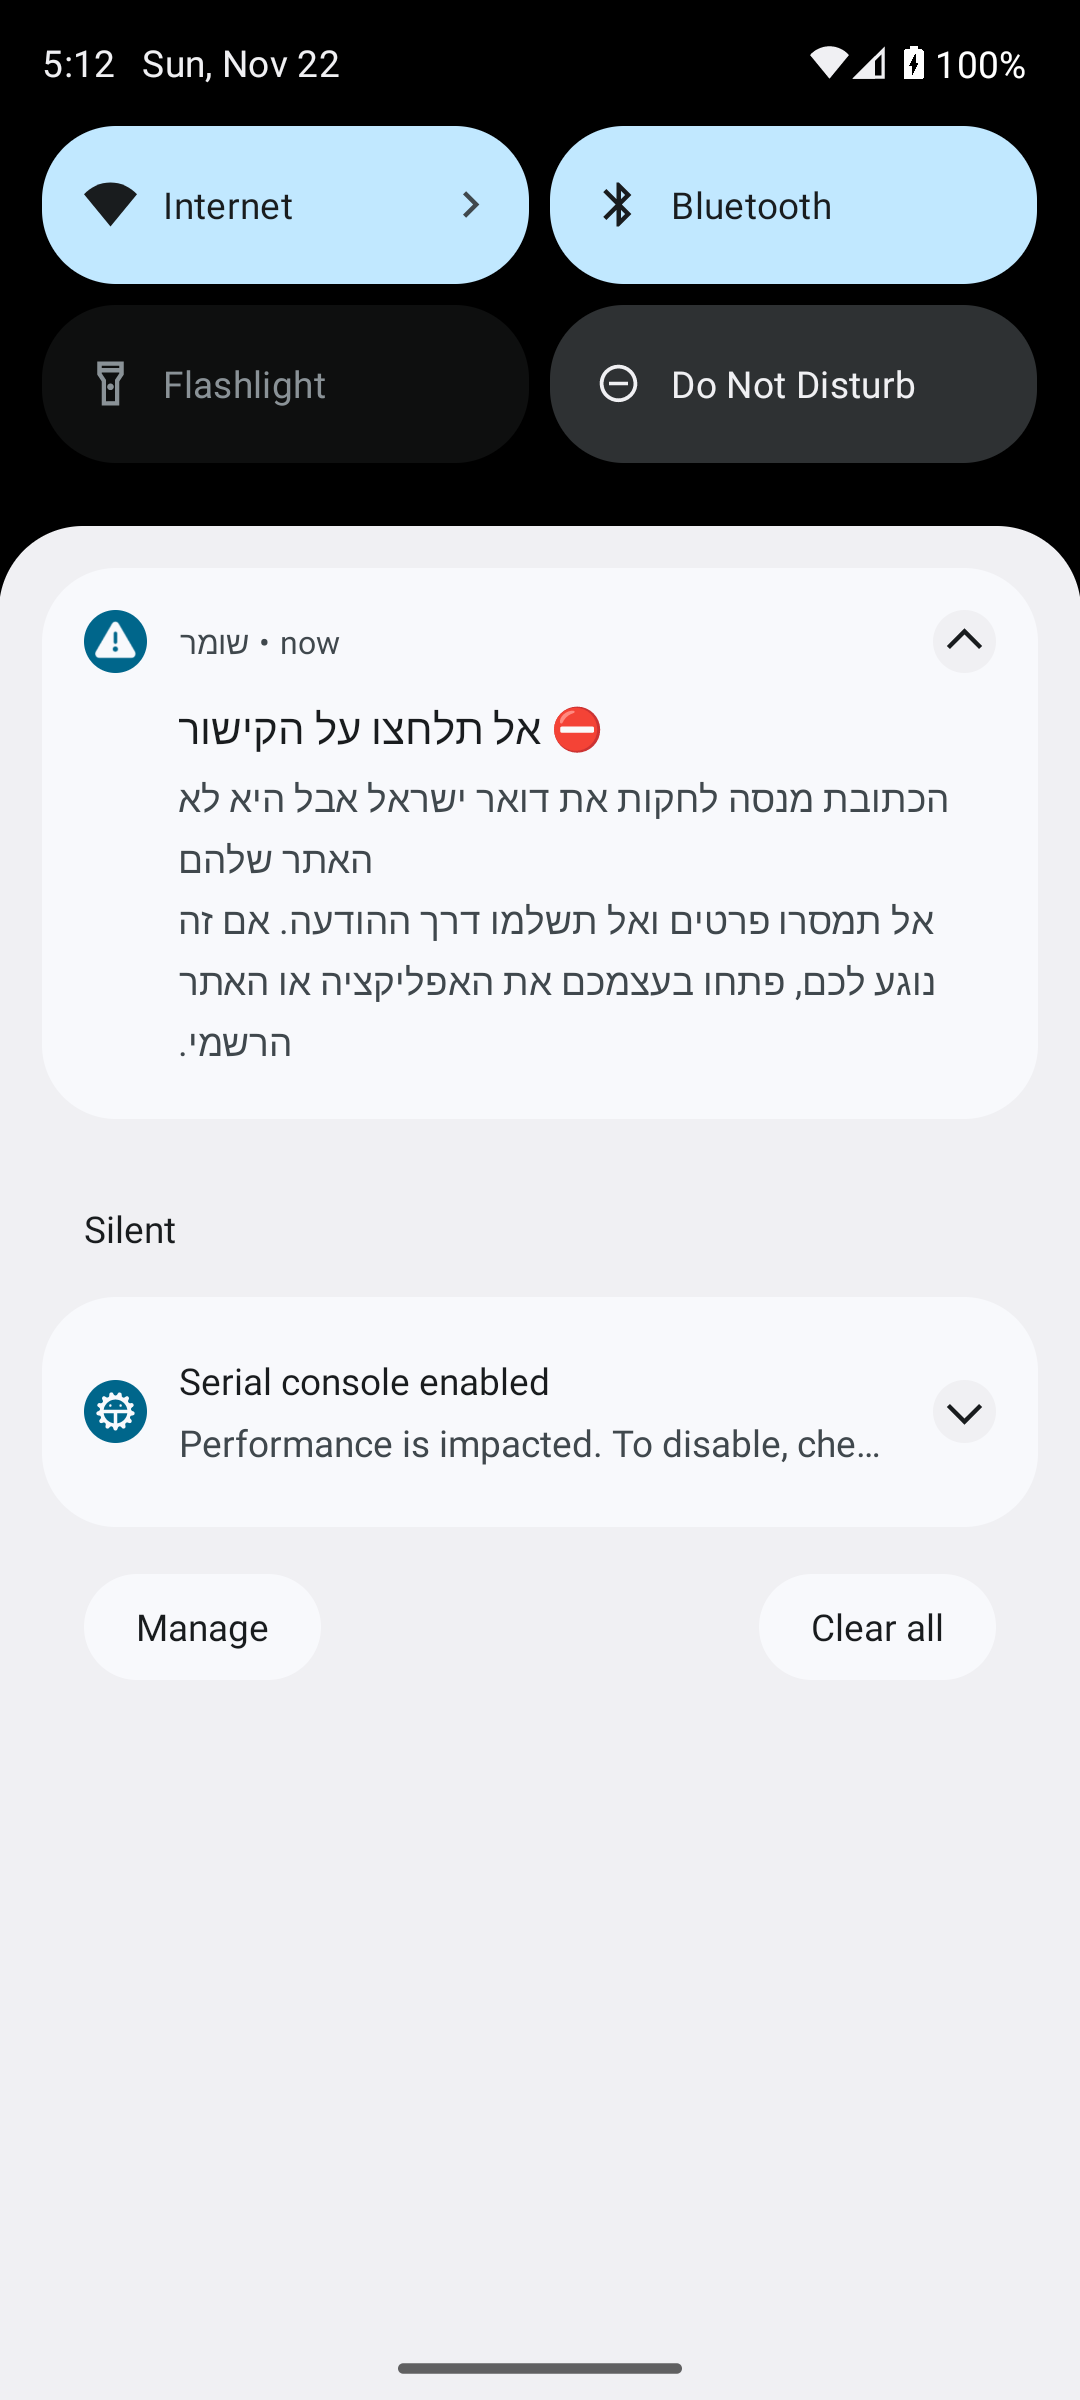 5:12 Sun, Nov 22 100%
Internet
Bluetooth
Flashlight
Do Not Disturb
שומר • now
⛔ אל תלחצו על הקישור
הכתובת מנסה לחקות את דואר ישראל אבל היא לא
האתר שלהם
אל תמסרו פרטים ואל תשלמו דרך ההודעה. אם זה
נוגע לכם, פתחו בעצמכם את האפליקציה או האתר
הרשמי.
Silent
Serial console enabled
Performance is impacted. To disable, che…
Manage
Clear all